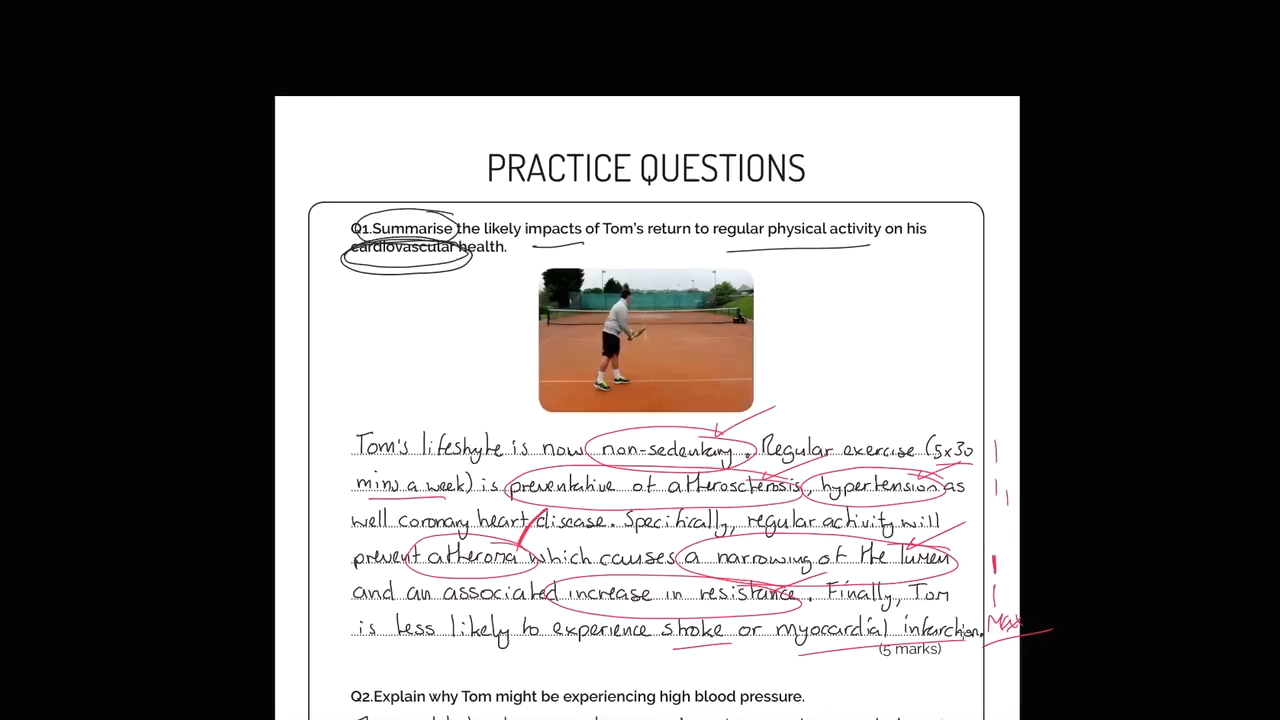 PRACTICE QUESTIONS
Q1.Summarise the likely impacts of Tom's return to regular physical activity on his
cardiovascular health.
Tom's lifeshyle is now non-sedentary. Regular exercise (5x30
mins a week) is preventative of atherosclerosis, hypertension as
well coronary heart disease. Specifically, regular activity will
prevent atheroma which causes a narrowing of the lumen
and an associated increase in resistance. Finally, Tom
is less likely to experience stroke or myocardial infarction.
Max
(5 marks)
Q2.Explain why Tom might be experiencing high blood pressure.